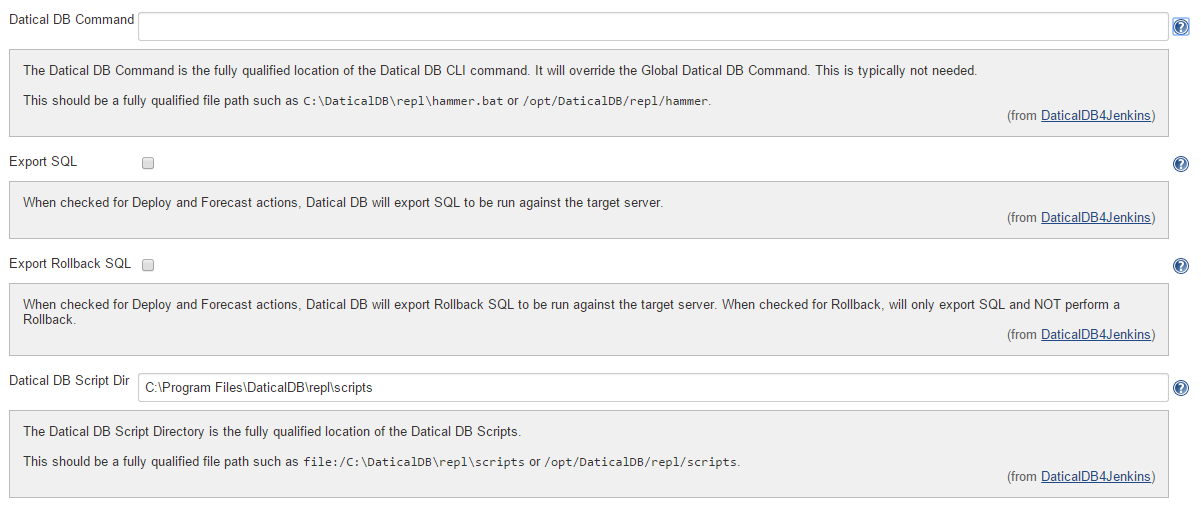 Datical DB Command
The Datical DB Command is the fully qualified location of the Datical DB CLI command. It will override the Global Datical DB Command. This is typically not needed.
This should be a fully qualified file path such as C:\DaticalDB\repl\hammer.bat or /opt/DaticalDB/repl/hammer.
(from DaticalDB4Jenkins)
Export SQL
When checked for Deploy and Forecast actions, Datical DB will export SQL to be run against the target server.
(from DaticalDB4Jenkins)
Export Rollback SQL
When checked for Deploy and Forecast actions, Datical DB will export Rollback SQL to be run against the target server. When checked for Rollback, will only export SQL and NOT perform a
Rollback.
(from DaticalDB4Jenkins)
Datical DB Script Dir
C:\Program Files\DaticalDB\repl\scripts
The Datical DB Script Directory is the fully qualified location of the Datical DB Scripts.
This should be a fully qualified file path such as file:/C:\DaticalDB\repl\scripts or /opt/DaticalDB/repl/scripts.
(from DaticalDB4Jenkins)